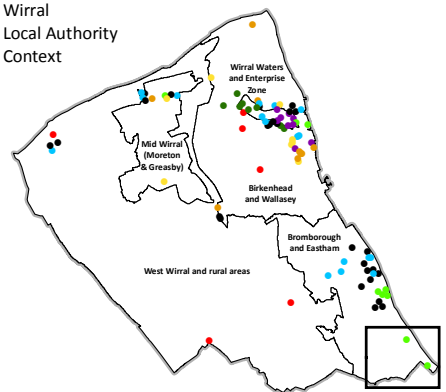 Wirral
Local Authority
Context
Wirral Waters
and Enterprise
Zone
Mid Wirral
(Moreton
& Greasby)
Birkenhead
and Wallasey
Bromborough
and Eastham
West Wirral and rural areas